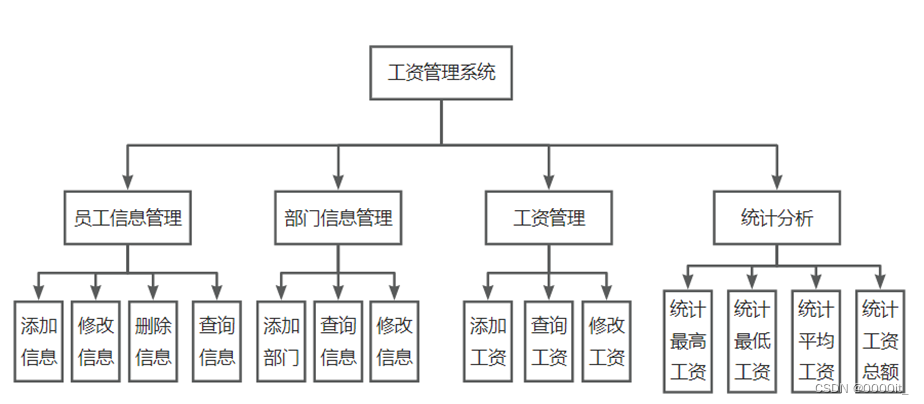 工资管理系统
员工信息管理
部门信息管理
工资管理
统计分析
添加
信息
修改
信息
删除
信息
查询
信息
添加
部门
查询
信息
修改
信息
添加
工资
查询
工资
修改
工资
统计
最高
工资
统计
最低
工资
统计
平均
工资
统计
工资
总额